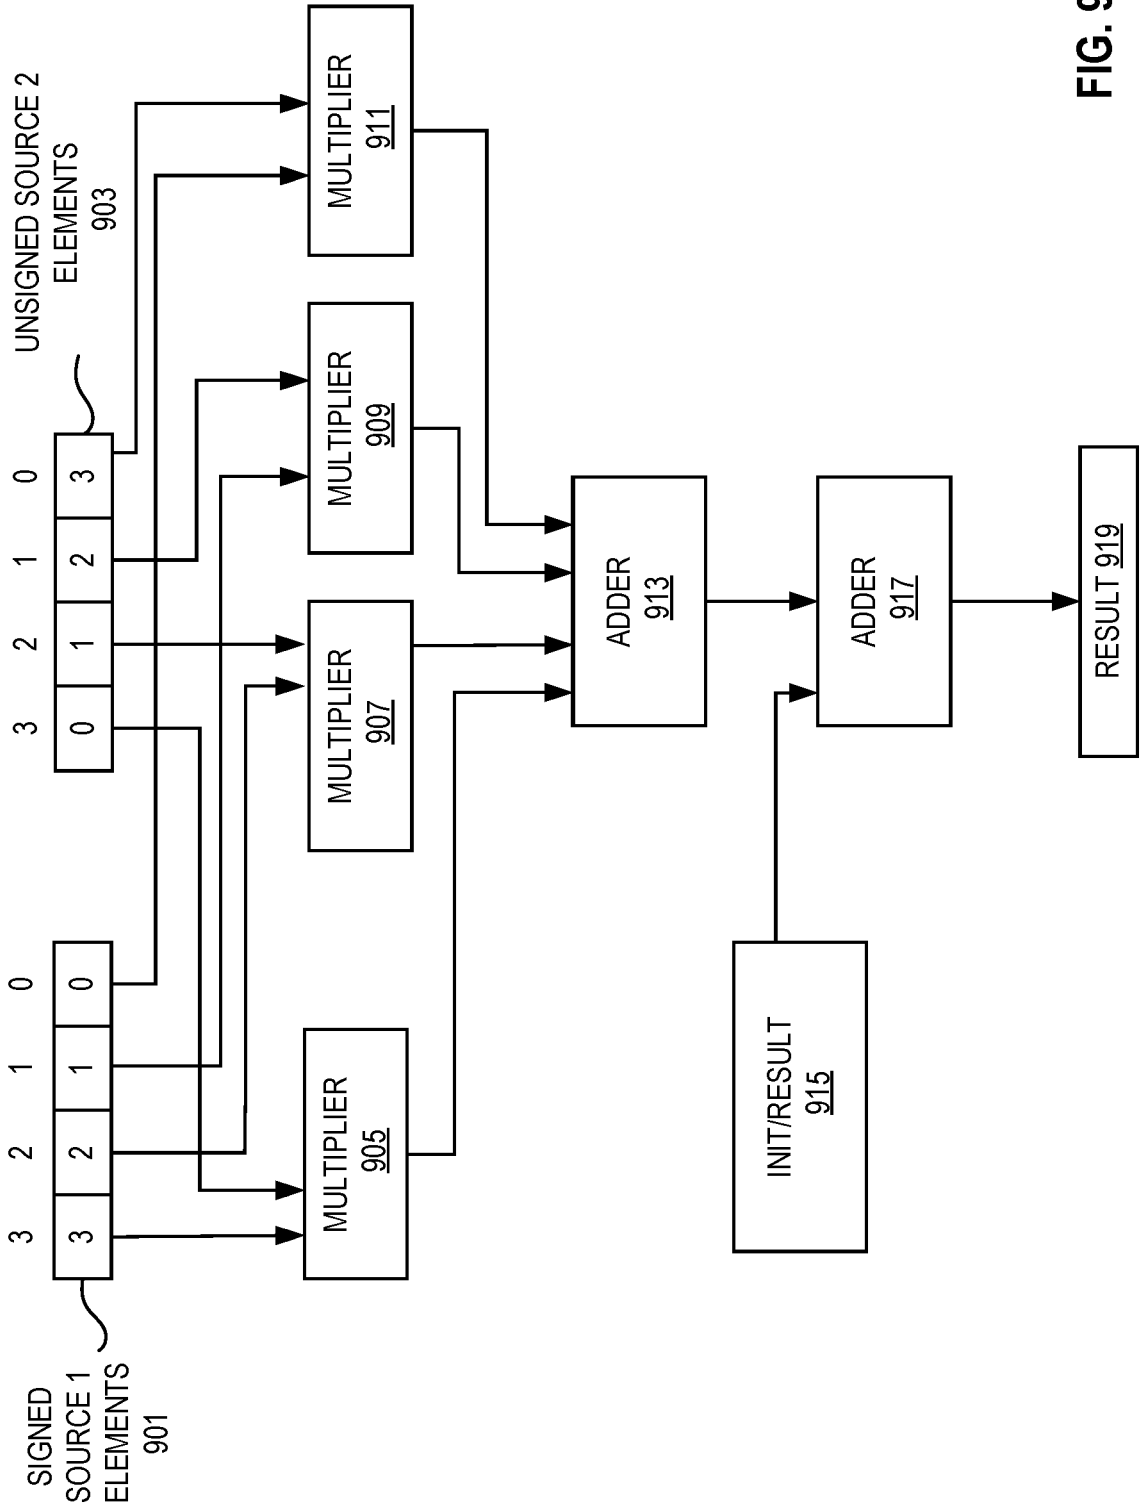 SIGNED
SOURCE 1
ELEMENTS
901
3 2 1 0
3 2 1 0
UNSIGNED SOURCE 2
ELEMENTS
903
3 2 1 0
0 1 2 3
MULTIPLIER
905
MULTIPLIER
907
MULTIPLIER
909
MULTIPLIER
911
ADDER
913
INIT/RESULT
915
ADDER
917
RESULT 919
FIG. 9